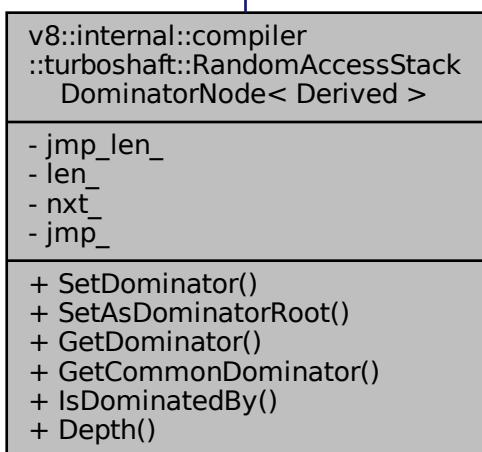 v8::internal::compiler
::turboshaft::RandomAccessStack
DominatorNode< Derived >
- jmp_len_
- len_
- nxt_
- jmp_
+ SetDominator()
+ SetAsDominatorRoot()
+ GetDominator()
+ GetCommonDominator()
+ IsDominatedBy()
+ Depth()